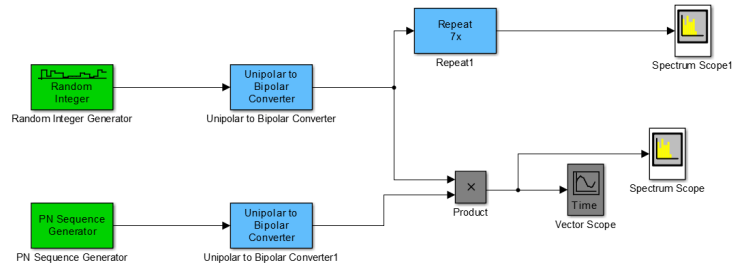 Repeat
7x
Repeat1
Spectrum Scope1
Random
Integer
Random Integer Generator
Unipolar to
Bipolar
Converter
Unipolar to Bipolar Converter
×
Product
Time
Vector Scope
Spectrum Scope
PN Sequence
Generator
PN Sequence Generator
Unipolar to
Bipolar
Converter
Unipolar to Bipolar Converter1